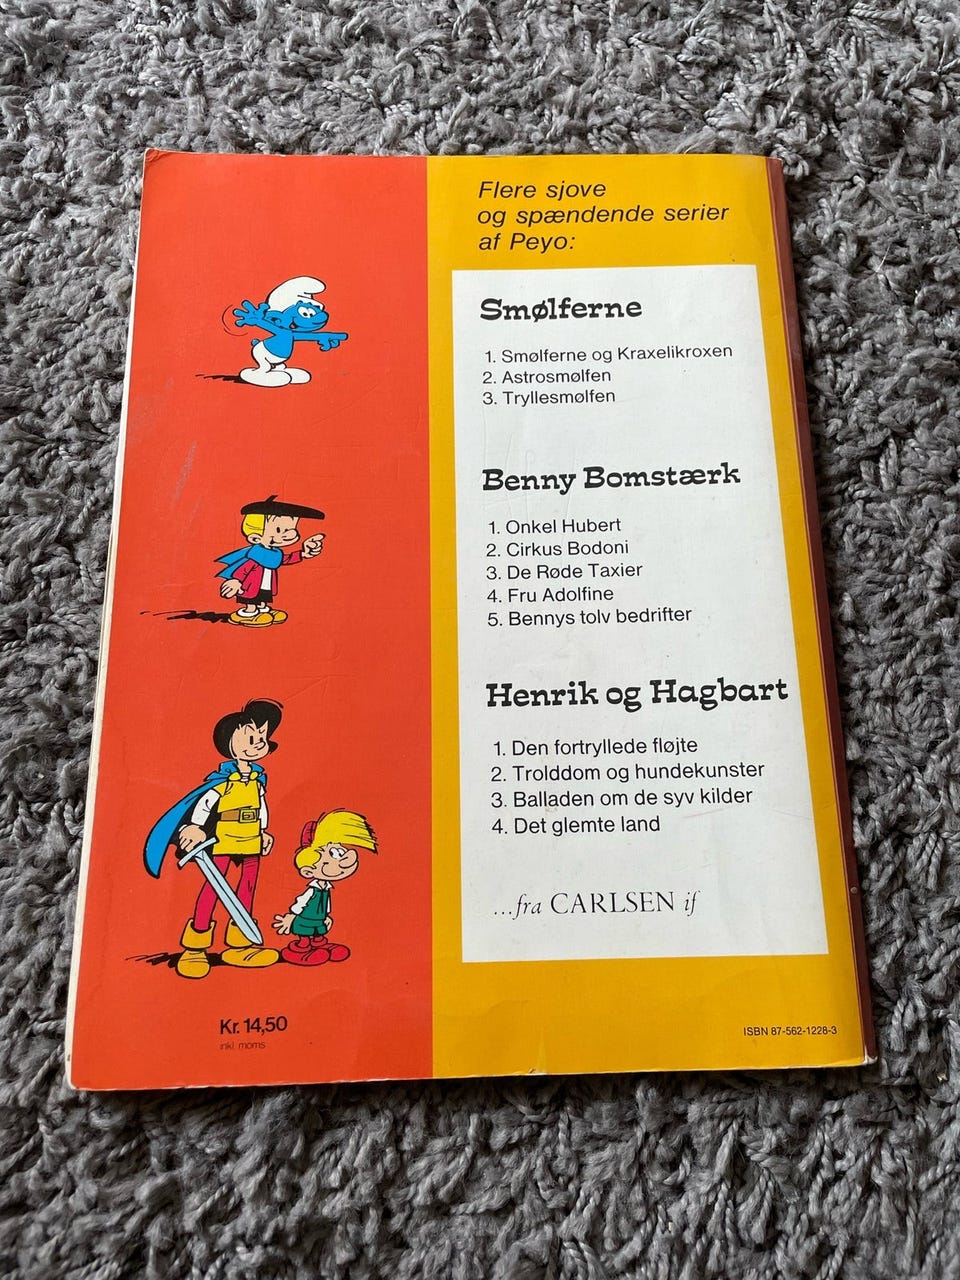 Flere sjove
og spændende serier
af Peyo:
Smølferne
1. Smølferne og Kraxelikroxen
2. Astrosmølfen
3. Tryllesmølfen
Benny Bomstærk
1. Onkel Hubert
2. Cirkus Bodoni
3. De Røde Taxier
4. Fru Adolfine
5. Bennys tolv bedrifter
Henrik og Hagbart
1. Den fortryllede fløjte
2. Trolddom og hundekunster
3. Balladen om de syv kilder
4. Det glemte land
...fra CARLSEN if
Kr. 14,50
inkl. moms
ISBN 87-562-1228-3